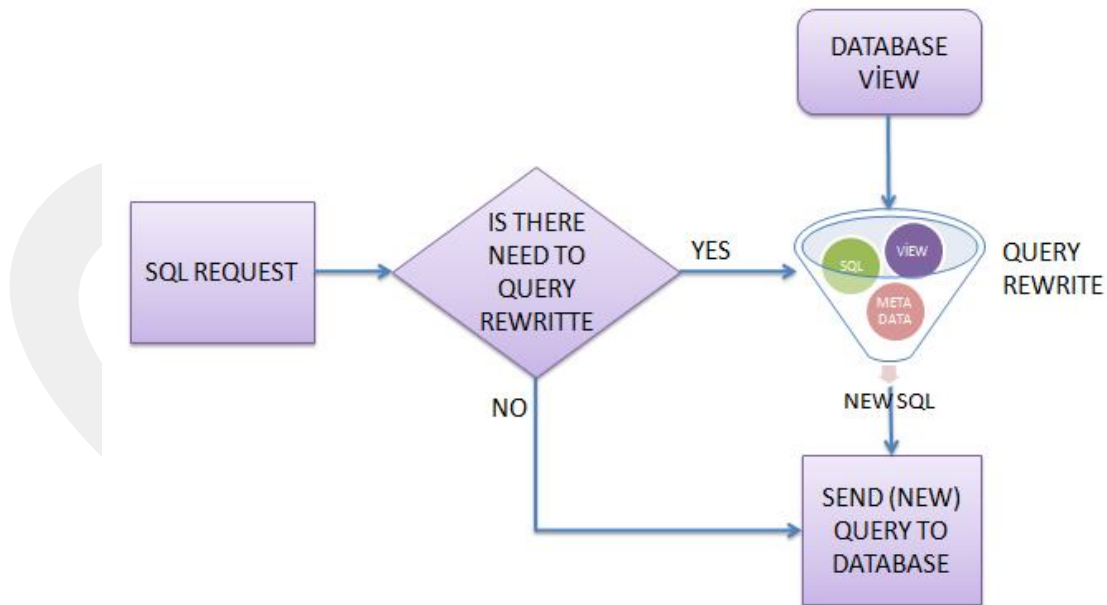 DATABASE
VİEW
SQL REQUEST
IS THERE
NEED TO
QUERY
REWRITTE
YES
SQL
VİEW
META
DATA
QUERY
REWRITE
NO
NEW SQL
SEND (NEW)
QUERY TO
DATABASE